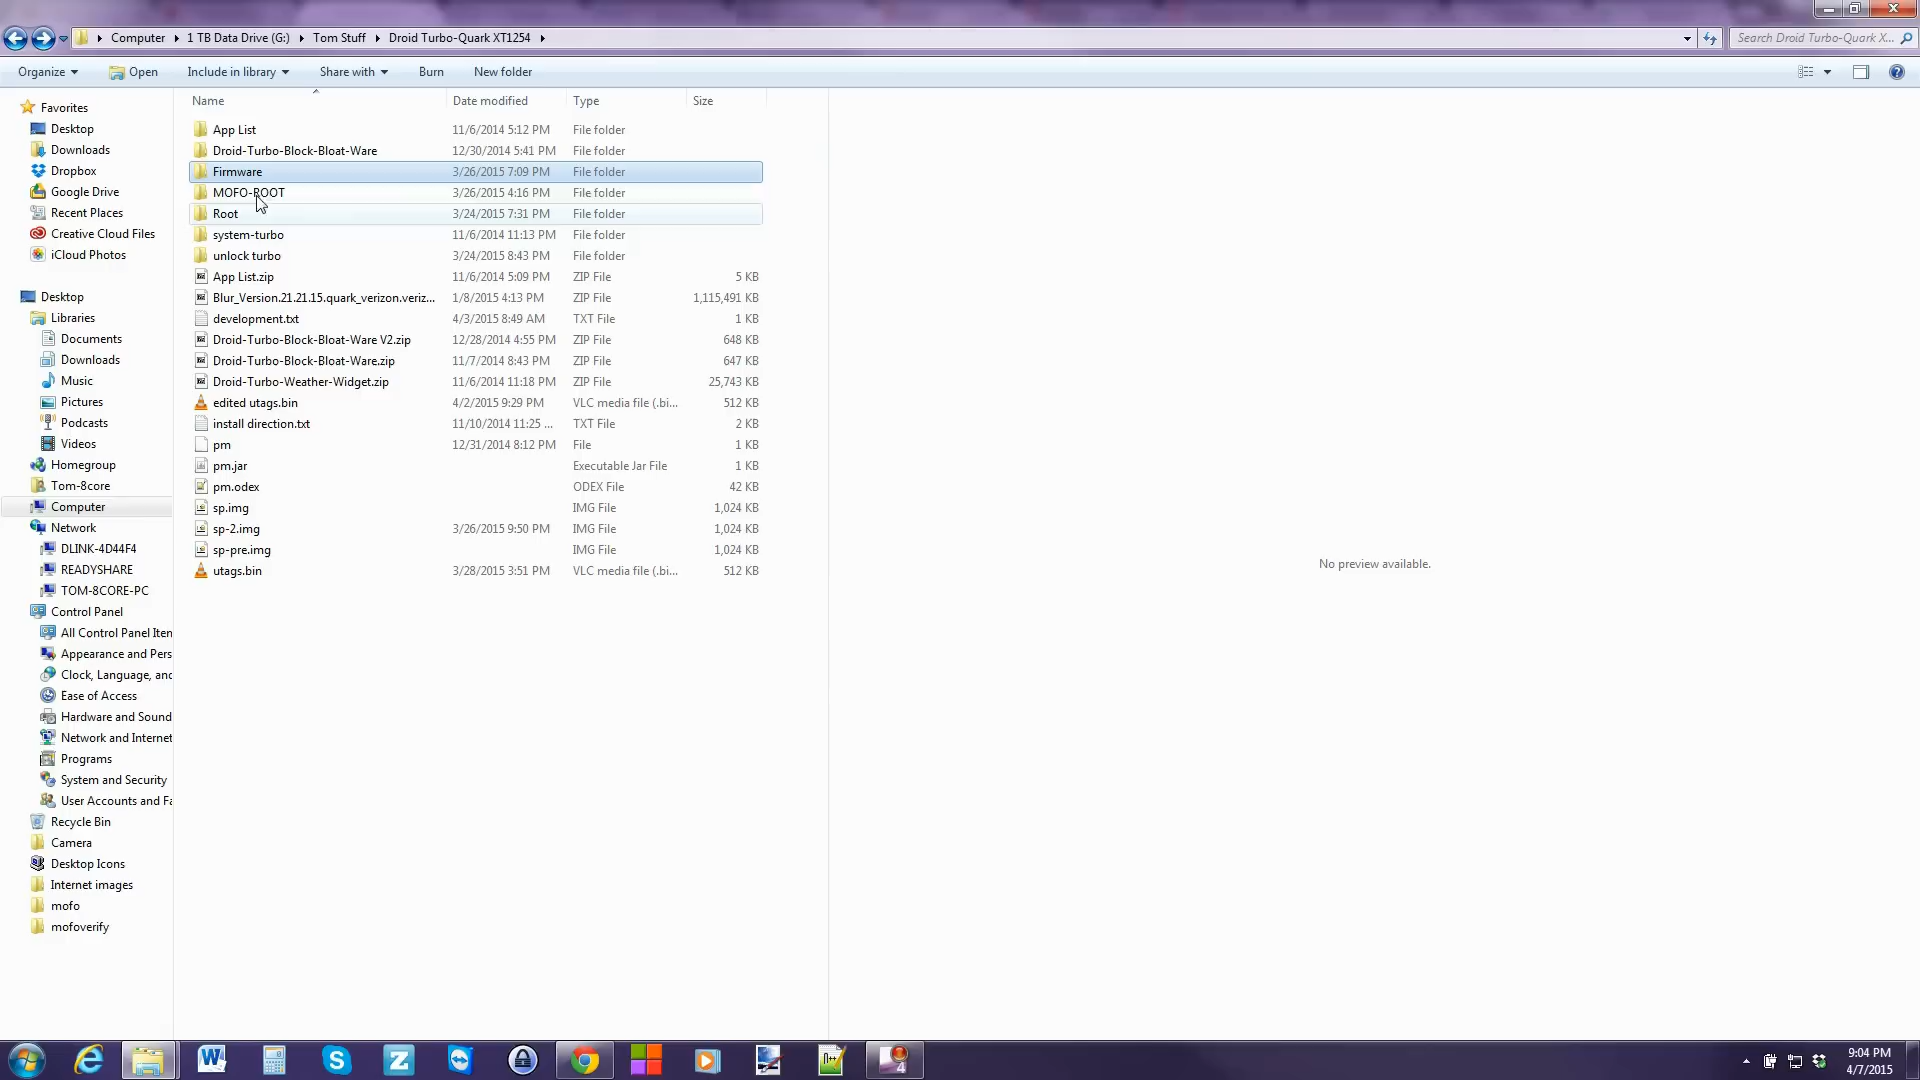 Computer 1 TB Data Drive (G:) Tom Stuff Droid Turbo-Quark XT1254 Search Droid Turbo-Quark X...
Organize Open Include in library Share with Burn New folder
Name Date modified Type Size
Favorites
Desktop
Downloads
Dropbox
Google Drive
Recent Places
Creative Cloud Files
iCloud Photos
Desktop
Libraries
Documents
Downloads
Music
Pictures
Podcasts
Videos
Homegroup
Tom-8core
Computer
Network
DLINK-4D44F4
READYSHARE
TOM-8CORE-PC
Control Panel
All Control Panel Iten
Appearance and Pers
Clock, Language, and
Ease of Access
Hardware and Sound
Network and Internet
Programs
System and Security
User Accounts and Fa
Recycle Bin
Camera
Desktop Icons
Internet images
mofo
mofoverify
App List 11/6/2014 5:12 PM File folder
Droid-Turbo-Block-Bloat-Ware 12/30/2014 5:41 PM File folder
Firmware 3/26/2015 7:09 PM File folder
MOFO-ROOT 3/26/2015 4:16 PM File folder
Root 3/24/2015 7:31 PM File folder
system-turbo 11/6/2014 11:13 PM File folder
unlock turbo 3/24/2015 8:43 PM File folder
App List.zip 11/6/2014 5:09 PM ZIP File 5 KB
Blur_Version.21.21.15.quark_verizon.veriz... 1/8/2015 4:13 PM ZIP File 1,115,491 KB
development.txt 4/3/2015 8:49 AM TXT File 1 KB
Droid-Turbo-Block-Bloat-Ware V2.zip 12/28/2014 4:55 PM ZIP File 648 KB
Droid-Turbo-Block-Bloat-Ware.zip 11/7/2014 8:43 PM ZIP File 647 KB
Droid-Turbo-Weather-Widget.zip 11/6/2014 11:18 PM ZIP File 25,743 KB
edited utags.bin 4/2/2015 9:29 PM VLC media file (.bi... 512 KB
install direction.txt 11/10/2014 11:25 ... TXT File 2 KB
pm 12/31/2014 8:12 PM File 1 KB
pm.jar Executable Jar File 1 KB
pm.odex ODEX File 42 KB
sp.img IMG File 1,024 KB
sp-2.img 3/26/2015 9:50 PM IMG File 1,024 KB
sp-pre.img IMG File 1,024 KB
utags.bin 3/28/2015 3:51 PM VLC media file (.bi... 512 KB
No preview available.
4
9:04 PM
4/7/2015